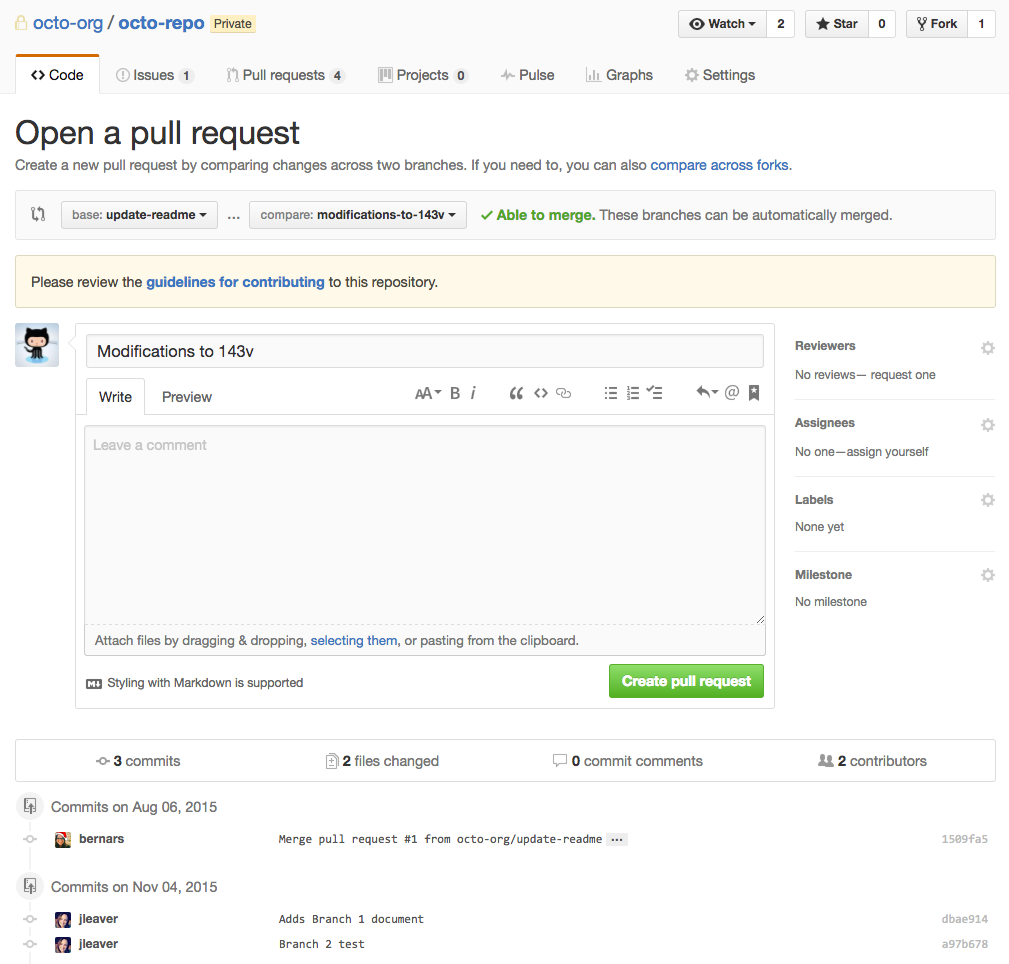 octo-org / octo-repo Private Watch 2 Star 0 Fork 1
Code Issues 1 Pull requests 4 Projects 0 Pulse Graphs Settings
Open a pull request
Create a new pull request by comparing changes across two branches. If you need to, you can also compare across forks.
base: update-readme ... compare: modifications-to-143v Able to merge. These branches can be automatically merged.
Please review the guidelines for contributing to this repository.
Modifications to 143v
Write Preview AA B i “ <> @
Leave a comment
Attach files by dragging & dropping, selecting them, or pasting from the clipboard.
Styling with Markdown is supported Create pull request
Reviewers
No reviews— request one
Assignees
No one—assign yourself
Labels
None yet
Milestone
No milestone
3 commits 2 files changed 0 commit comments 2 contributors
Commits on Aug 06, 2015
bernars Merge pull request #1 from octo-org/update-readme ... 1509fa5
Commits on Nov 04, 2015
jleaver Adds Branch 1 document dbae914
jleaver Branch 2 test a97b678